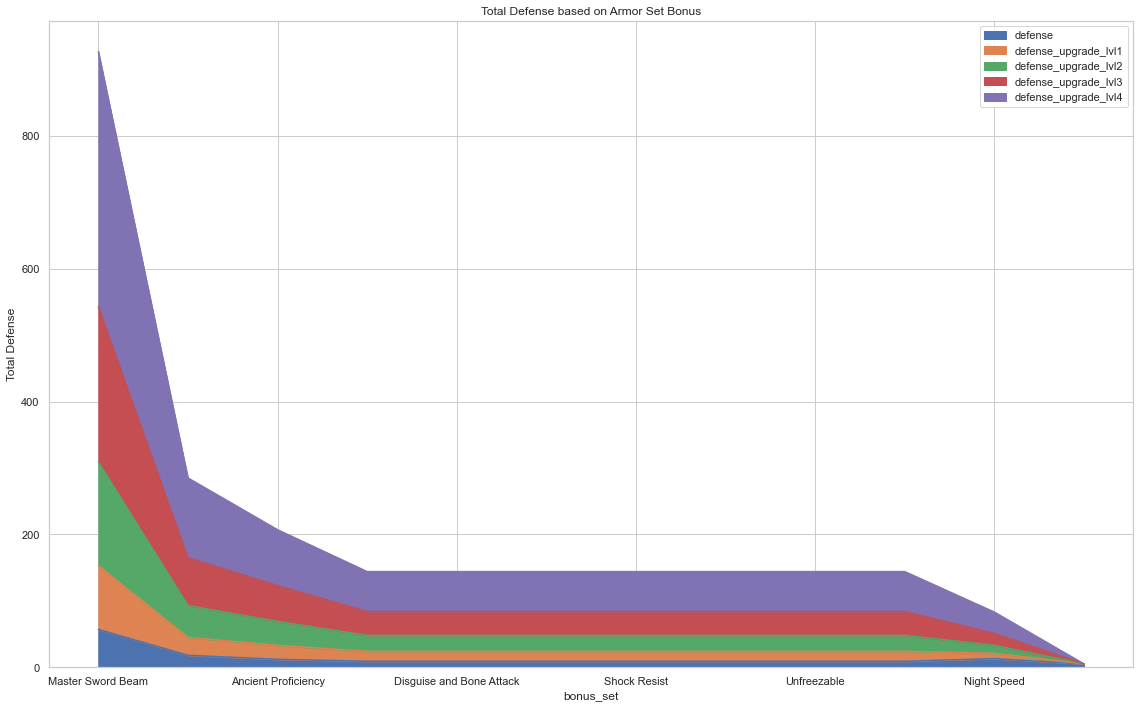 Total Defense based on Armor Set Bonus
defense
defense_upgrade_lvl1
defense_upgrade_lvl2
defense_upgrade_lvl3
defense_upgrade_lvl4
800
600
400
200
0
Total Defense
Master Sword Beam
Ancient Proficiency
Disguise and Bone Attack
Shock Resist
Unfreezable
Night Speed
bonus_set